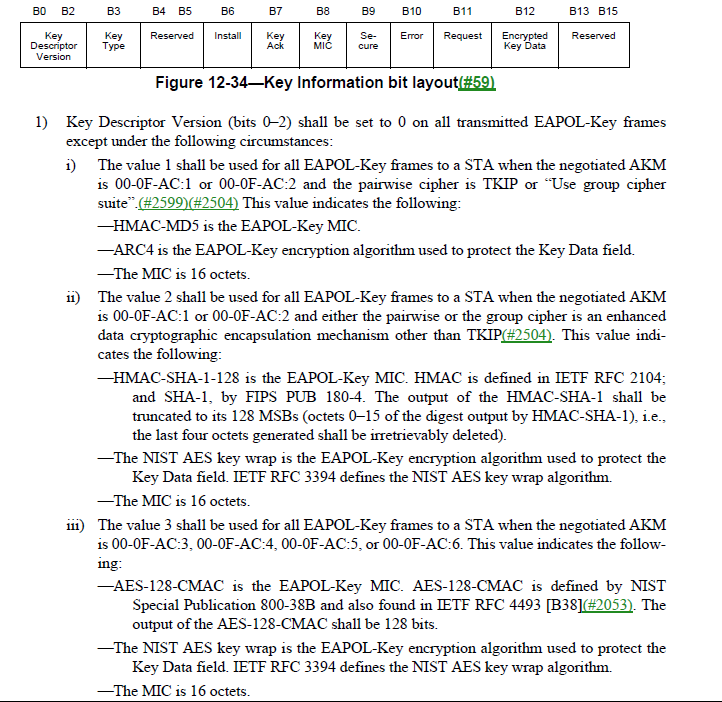 B0 B2 B3 B4 B5 B6 B7 B8 B9 B10 B11 B12 B13 B15
Key Descriptor Version Key Type Reserved Install Key Ack Key MIC Se-cure Error Request Encrypted Key Data Reserved
Figure 12-34—Key Information bit layout(#59)
1) Key Descriptor Version (bits 0–2) shall be set to 0 on all transmitted EAPOL-Key frames
except under the following circumstances:
i) The value 1 shall be used for all EAPOL-Key frames to a STA when the negotiated AKM
is 00-0F-AC:1 or 00-0F-AC:2 and the pairwise cipher is TKIP or “Use group cipher
suite”.(#2599)(#2504) This value indicates the following:
—HMAC-MD5 is the EAPOL-Key MIC.
—ARC4 is the EAPOL-Key encryption algorithm used to protect the Key Data field.
—The MIC is 16 octets.
ii) The value 2 shall be used for all EAPOL-Key frames to a STA when the negotiated AKM
is 00-0F-AC:1 or 00-0F-AC:2 and either the pairwise or the group cipher is an enhanced
data cryptographic encapsulation mechanism other than TKIP(#2504). This value indi-
cates the following:
—HMAC-SHA-1-128 is the EAPOL-Key MIC. HMAC is defined in IETF RFC 2104;
and SHA-1, by FIPS PUB 180-4. The output of the HMAC-SHA-1 shall be
truncated to its 128 MSBs (octets 0–15 of the digest output by HMAC-SHA-1), i.e.,
the last four octets generated shall be irretrievably deleted).
—The NIST AES key wrap is the EAPOL-Key encryption algorithm used to protect the
Key Data field. IETF RFC 3394 defines the NIST AES key wrap algorithm.
—The MIC is 16 octets.
iii) The value 3 shall be used for all EAPOL-Key frames to a STA when the negotiated AKM
is 00-0F-AC:3, 00-0F-AC:4, 00-0F-AC:5, or 00-0F-AC:6. This value indicates the follow-
ing:
—AES-128-CMAC is the EAPOL-Key MIC. AES-128-CMAC is defined by NIST
Special Publication 800-38B and also found in IETF RFC 4493 [B38](#2053). The
output of the AES-128-CMAC shall be 128 bits.
—The NIST AES key wrap is the EAPOL-Key encryption algorithm used to protect the
Key Data field. IETF RFC 3394 defines the NIST AES key wrap algorithm.
—The MIC is 16 octets.